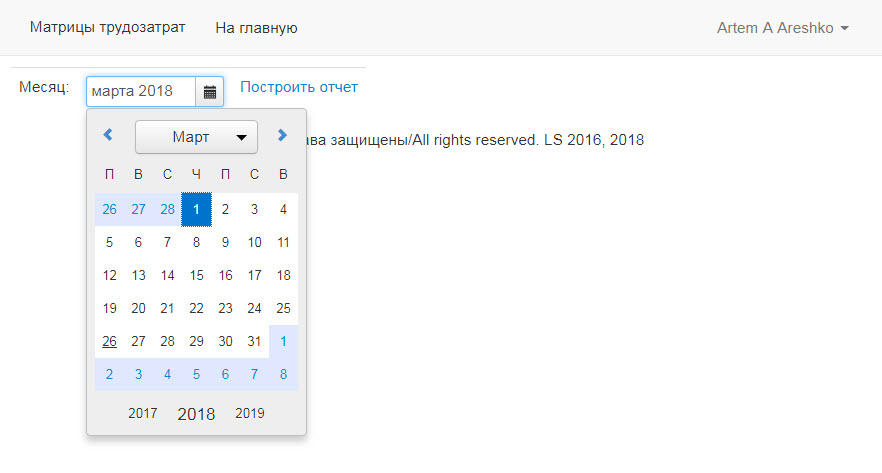 Матрицы трудозатрат На главную Artem A Areshko
Месяц: марта 2018 Построить отчет
Март
ава защищены/All rights reserved. LS 2016, 2018
П В С Ч П С В
26 27 28 1 2 3 4
5 6 7 8 9 10 11
12 13 14 15 16 17 18
19 20 21 22 23 24 25
26 27 28 29 30 31 1
2 3 4 5 6 7 8
2017 2018 2019